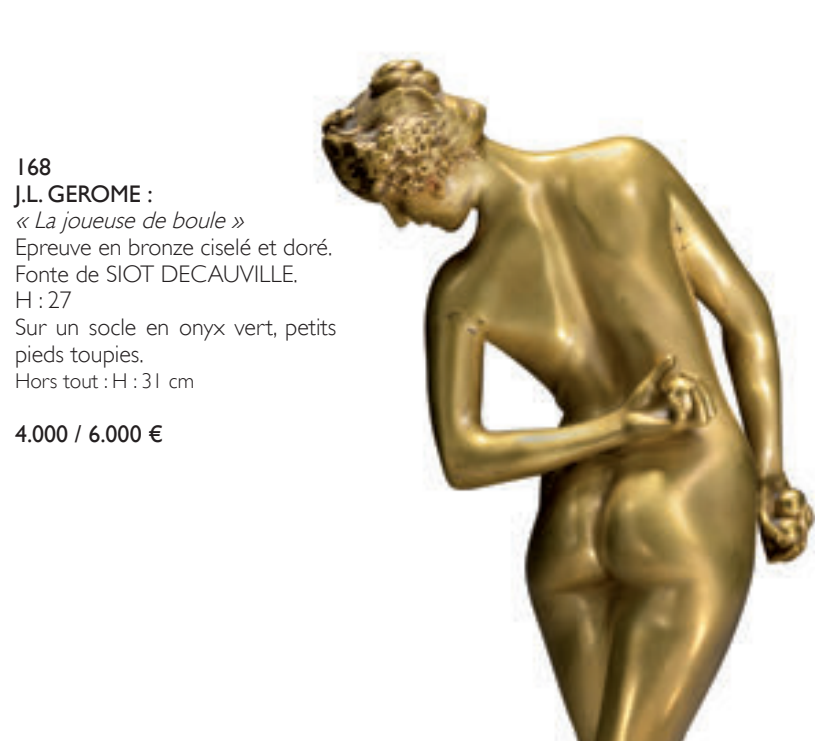 168
J.L. GEROME :
« La joueuse de boule »
Epreuve en bronze ciselé et doré.
Fonte de SIOT DECAUVILLE.
H : 27
Sur un socle en onyx vert, petits
pieds toupies.
Hors tout : H : 31 cm
4.000 / 6.000 €